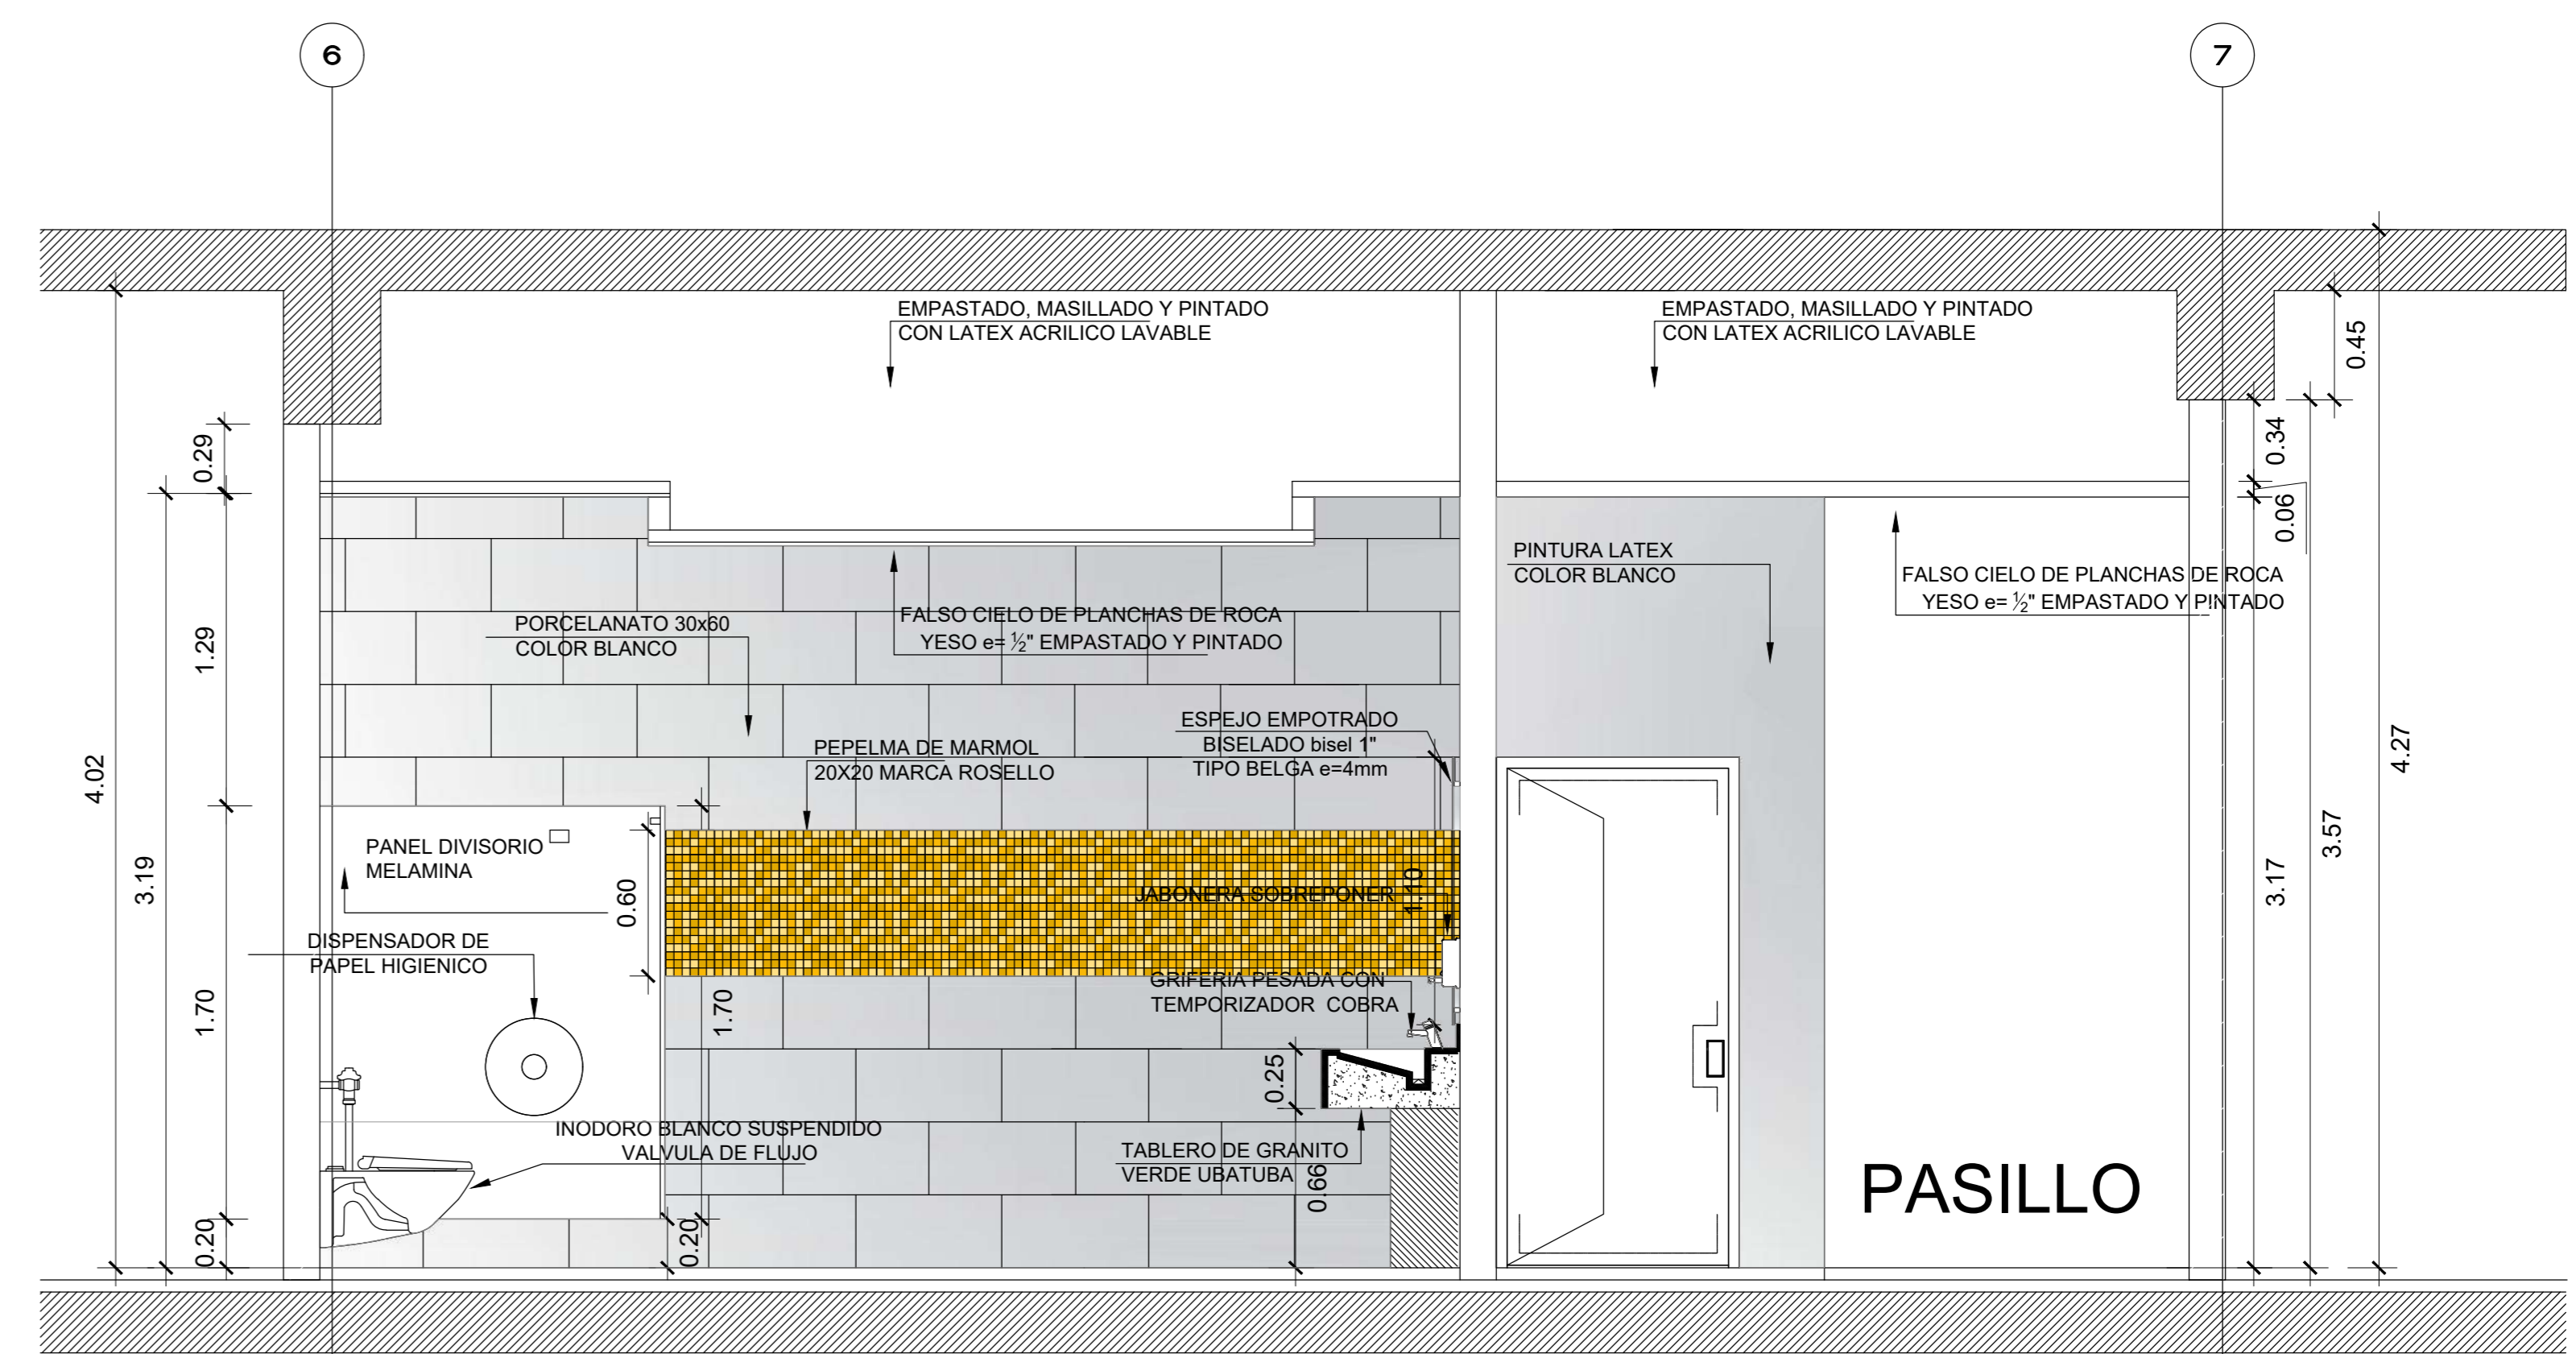 6
7
EMPASTADO, MASILLADO Y PINTADO
CON LATEX ACRILICO LAVABLE
EMPASTADO, MASILLADO Y PINTADO
CON LATEX ACRILICO LAVABLE
0.45
0.29
0.34
0.06
PINTURA LATEX
COLOR BLANCO
FALSO CIELO DE PLANCHAS DE ROCA
YESO e= ½" EMPASTADO Y PINTADO
PORCELANATO 30x60
COLOR BLANCO
FALSO CIELO DE PLANCHAS DE ROCA
YESO e= ½" EMPASTADO Y PINTADO
1.29
ESPEJO EMPOTRADO
BISELADO bisel 1"
TIPO BELGA e=4mm
PEPELMA DE MARMOL
20X20 MARCA ROSELLO
4.02
4.27
3.57
3.19
3.17
PANEL DIVISORIO
MELAMINA
0.60
JABONERA SOBREPONER
1.10
DISPENSADOR DE
PAPEL HIGIENICO
GRIFERIA PESADA CON
TEMPORIZADOR COBRA
1.70
1.70
0.25
INODORO BLANCO SUSPENDIDO
VALVULA DE FLUJO
TABLERO DE GRANITO
VERDE UBATUBA
0.66
PASILLO
0.20
0.20